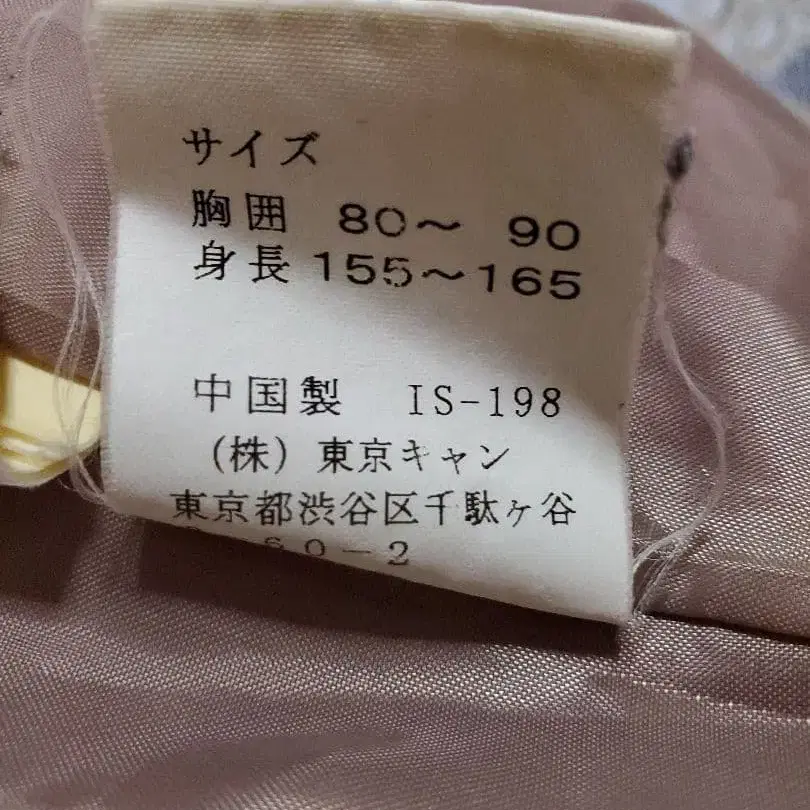 サイズ
胸囲 80～ 90
身長 155～165
中国製 IS-198
(株) 東京キャン
東京都渋谷区千駄ヶ谷
60-2